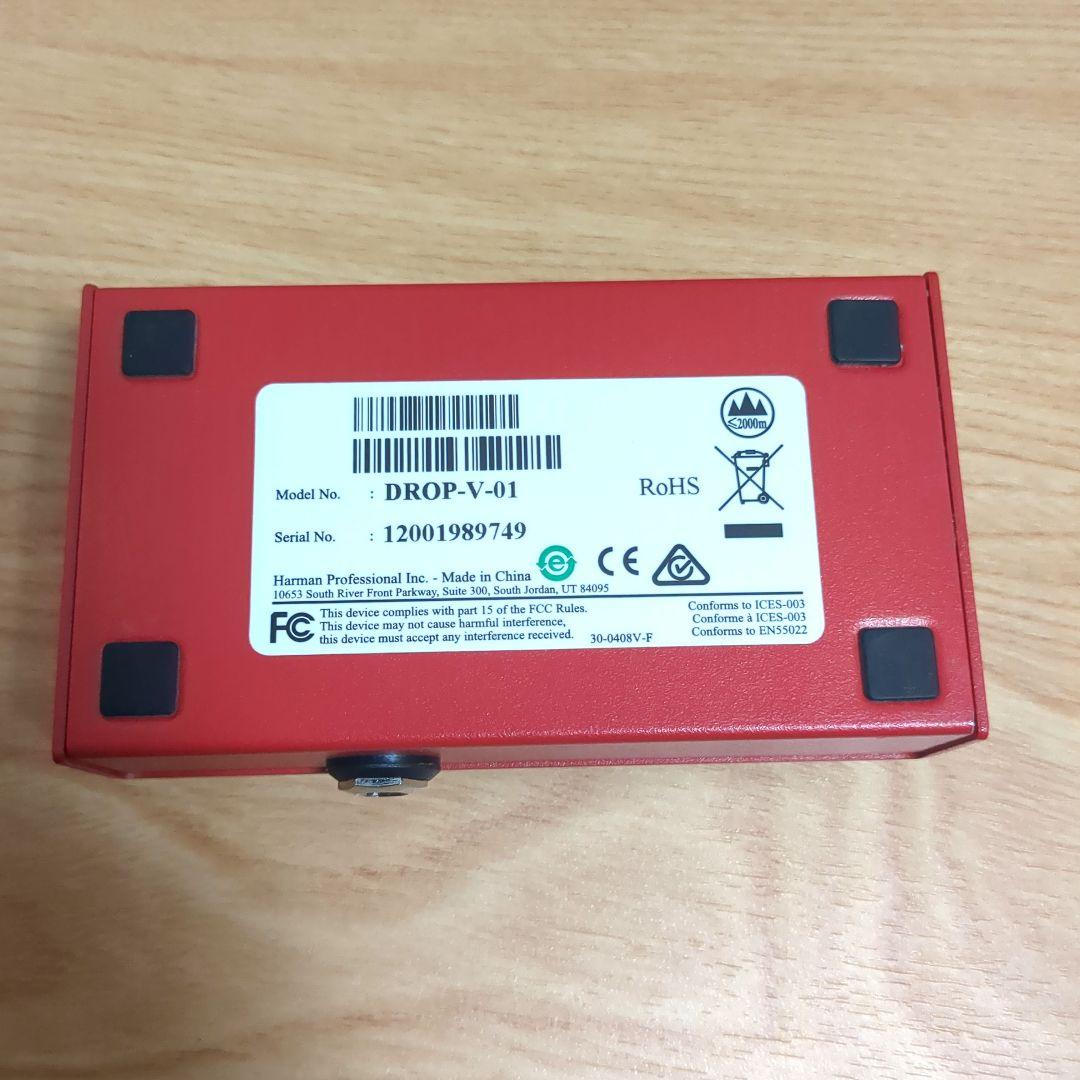 ≤2000m
Model No. : DROP-V-01
RoHS
Serial No. : 12001989749
Harman Professional Inc. - Made in China
10653 South River Front Parkway, Suite 300, South Jordan, UT 84095
CE
FC
This device complies with part 15 of the FCC Rules.
This device may not cause harmful interference,
this device must accept any interference received.
30-0408V-F
Conforms to ICES-003
Conforme à ICES-003
Conforms to EN55022